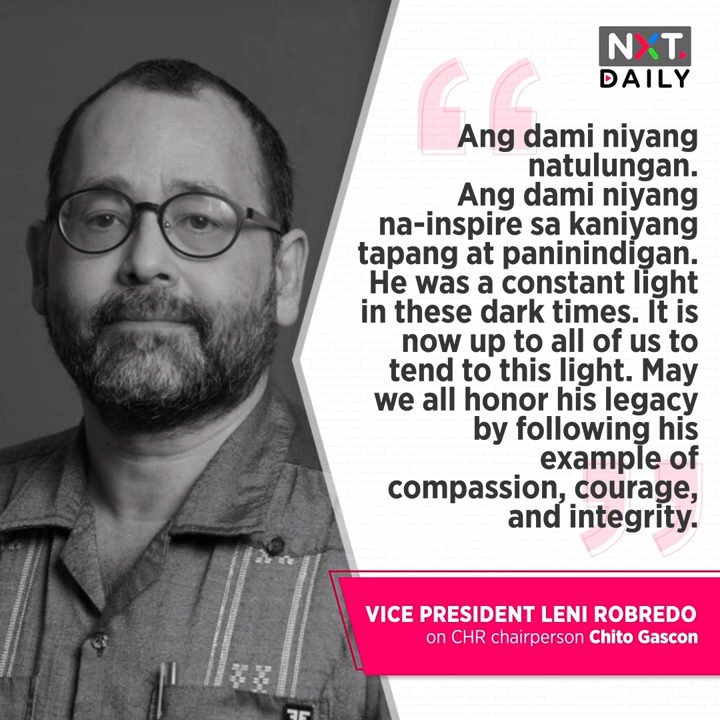 NXT.
DAILY
Ang dami niyang
natulungan.
Ang dami niyang
na-inspire sa kaniyang
tapang at paninindigan.
He was a constant light
in these dark times. It is
now up to all of us to
tend to this light. May
we all honor his legacy
by following his
example of
compassion, courage,
and integrity.
VICE PRESIDENT LENI ROBREDO
on CHR chairperson Chito Gascon